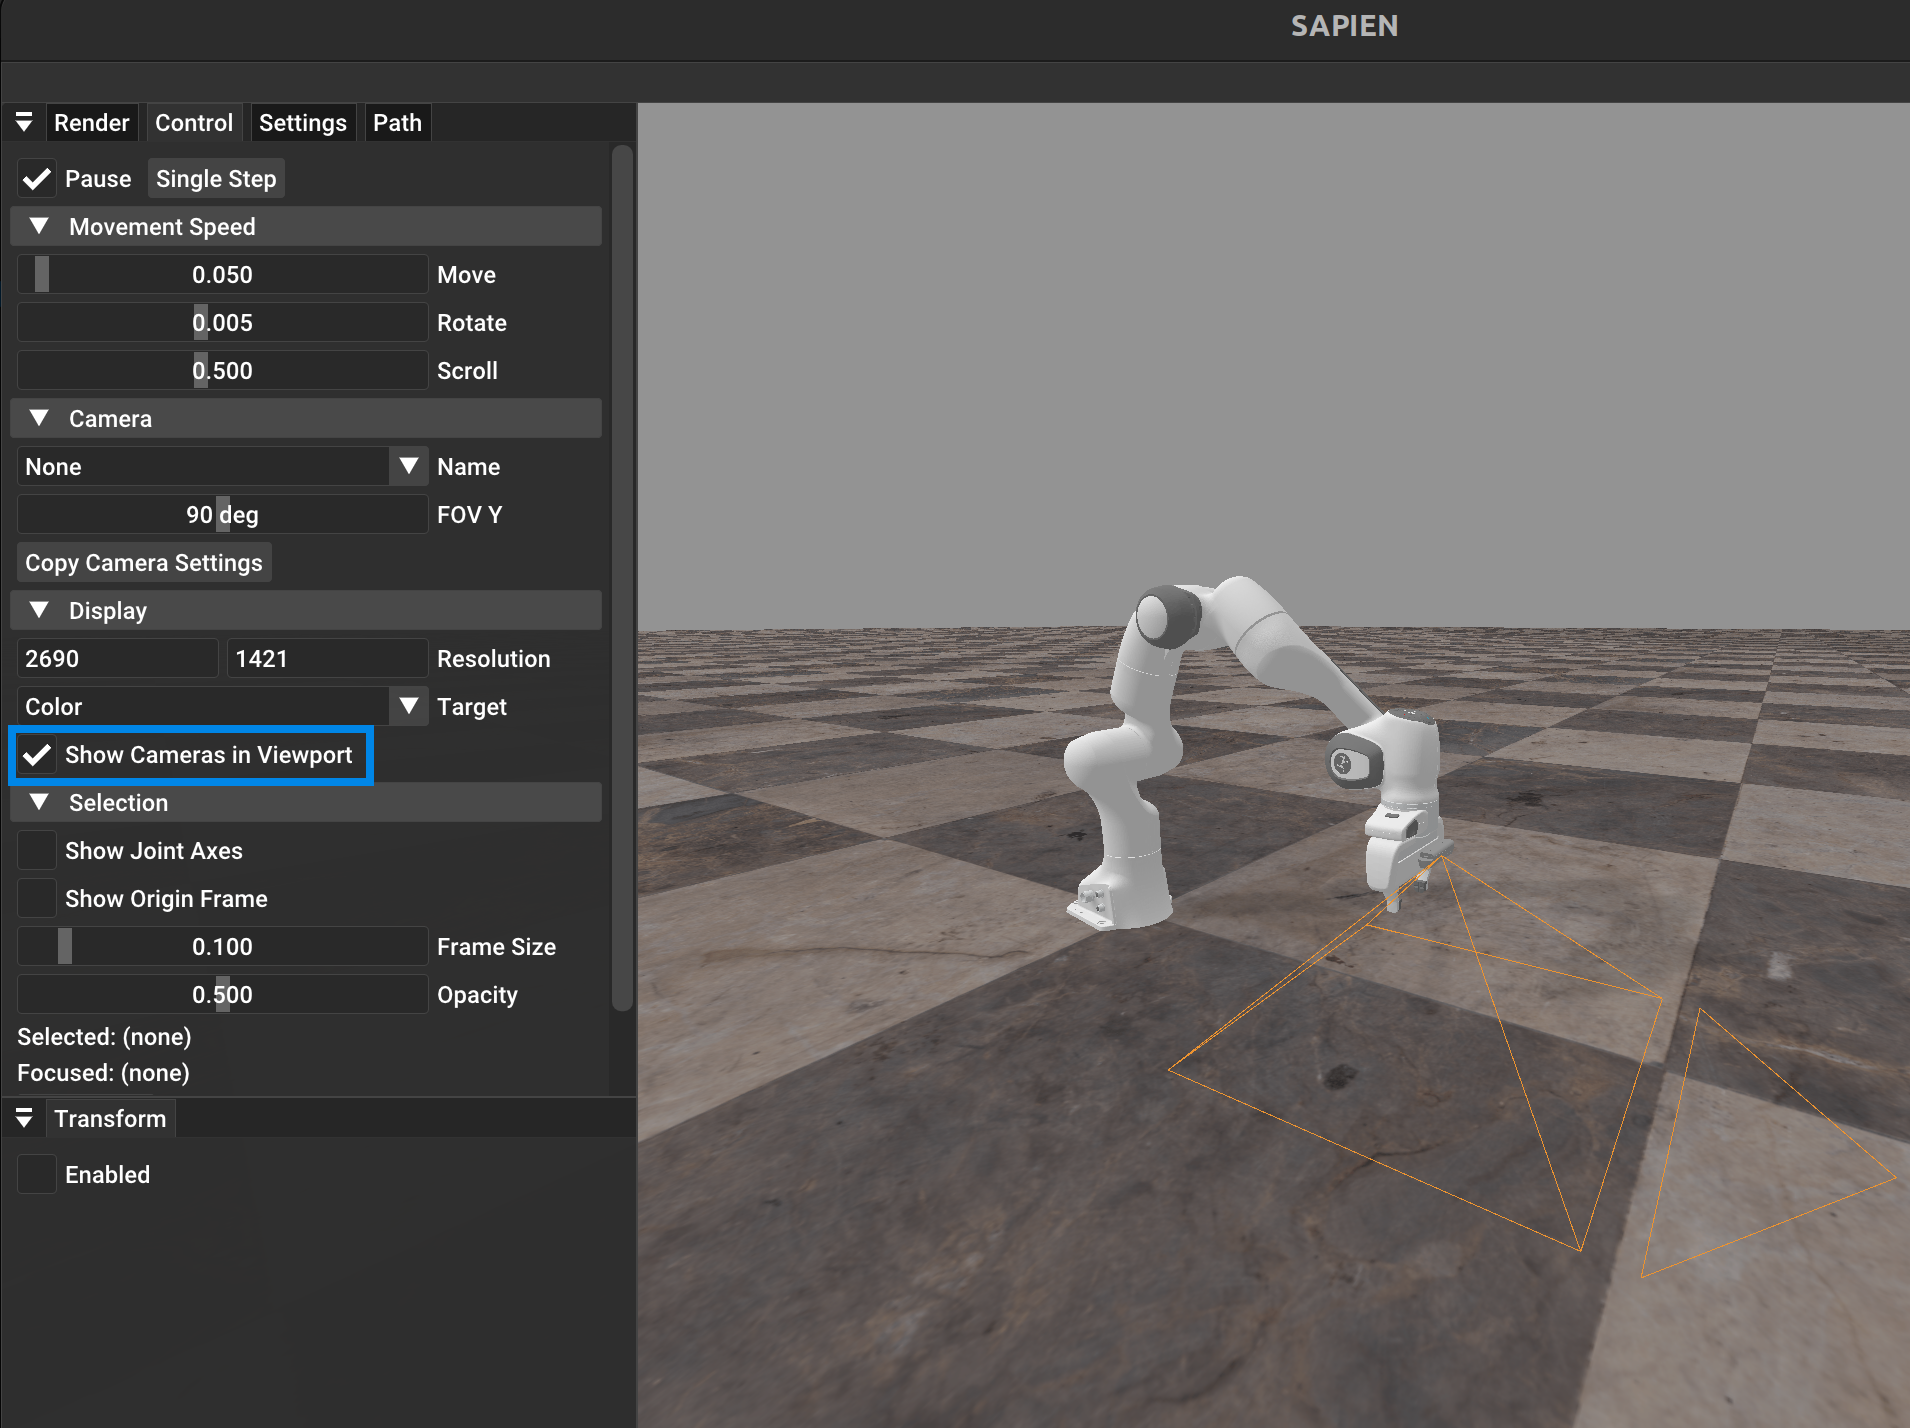 SAPIEN
Render Control Settings Path
Pause Single Step
Movement Speed
0.050 Move
0.005 Rotate
0.500 Scroll
Camera
None Name
90 deg FOV Y
Copy Camera Settings
Display
2690 1421 Resolution
Color Target
Show Cameras in Viewport
Selection
Show Joint Axes
Show Origin Frame
0.100 Frame Size
0.500 Opacity
Selected: (none)
Focused: (none)
Transform
Enabled